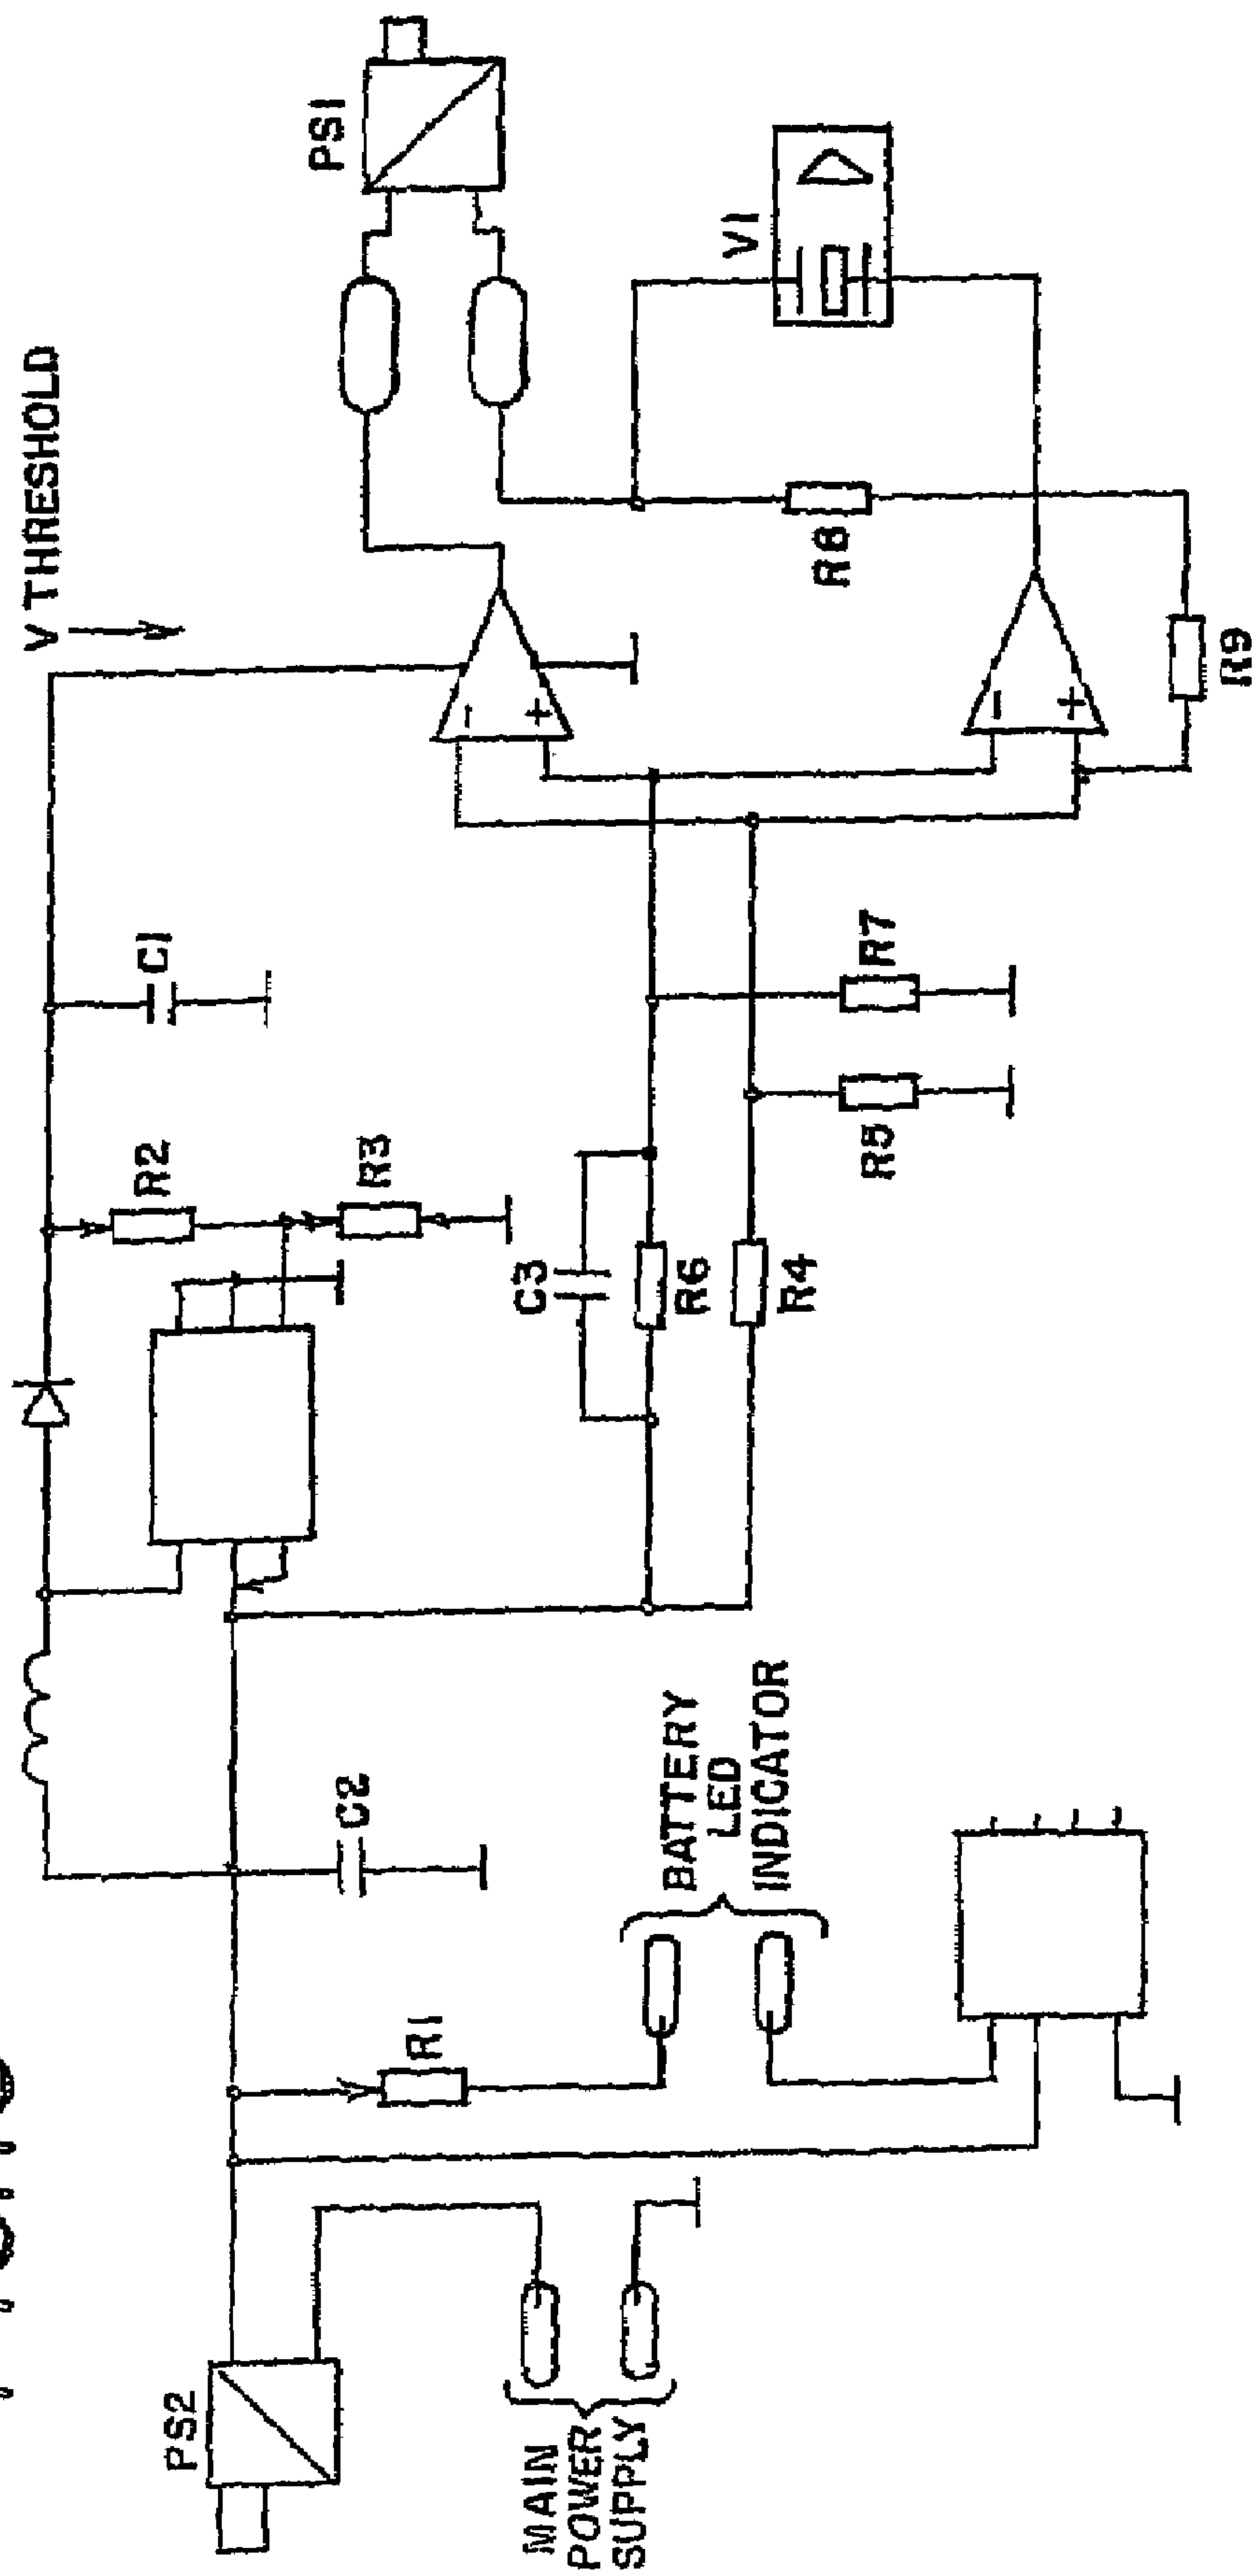 V THRESHOLD
PS1
C1
R2
R3
V1
-
+
R8
C3
R6
R4
R7
R5
-
+
R9
C2
R1
BATTERY
LED
INDICATOR
PS2
MAIN
POWER
SUPPLY